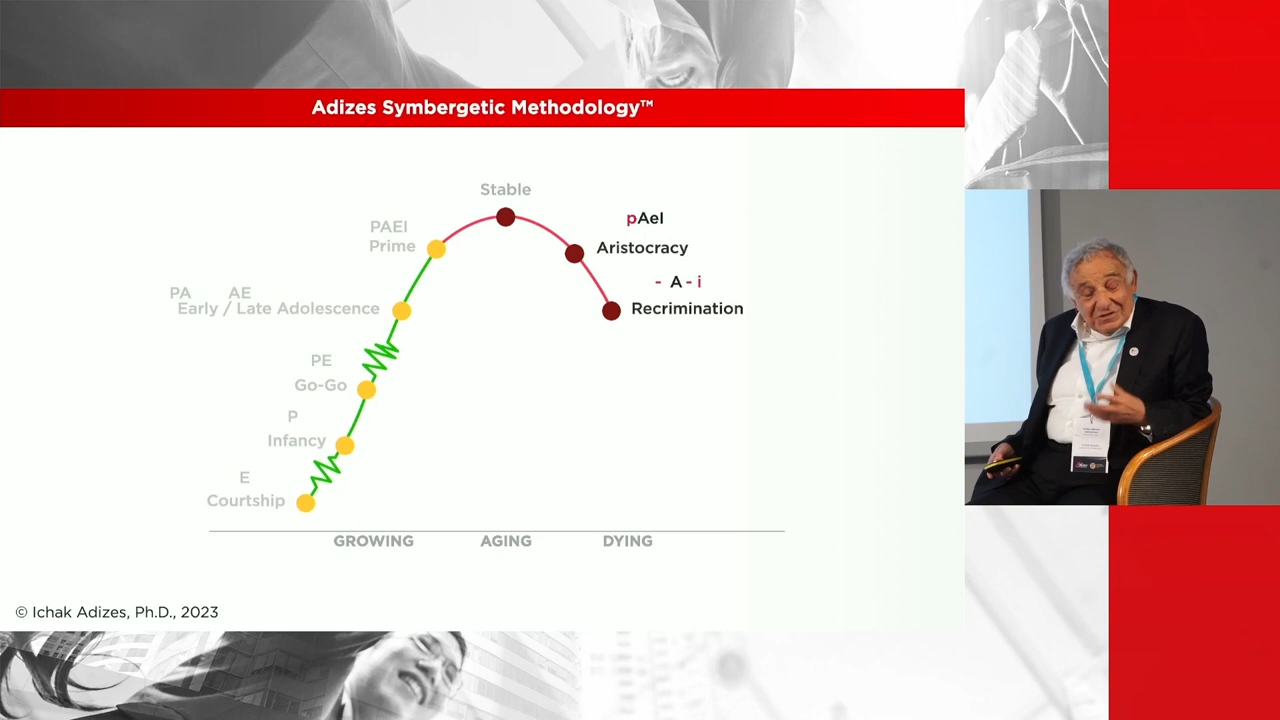 Adizes Symbergetic Methodology™
Stable
PAEI
Prime
pAeI
Aristocracy
- A - i
Recrimination
PA AE
Early / Late Adolescence
PE
Go-Go
P
Infancy
E
Courtship
GROWING AGING DYING
© Ichak Adizes, Ph.D., 2023